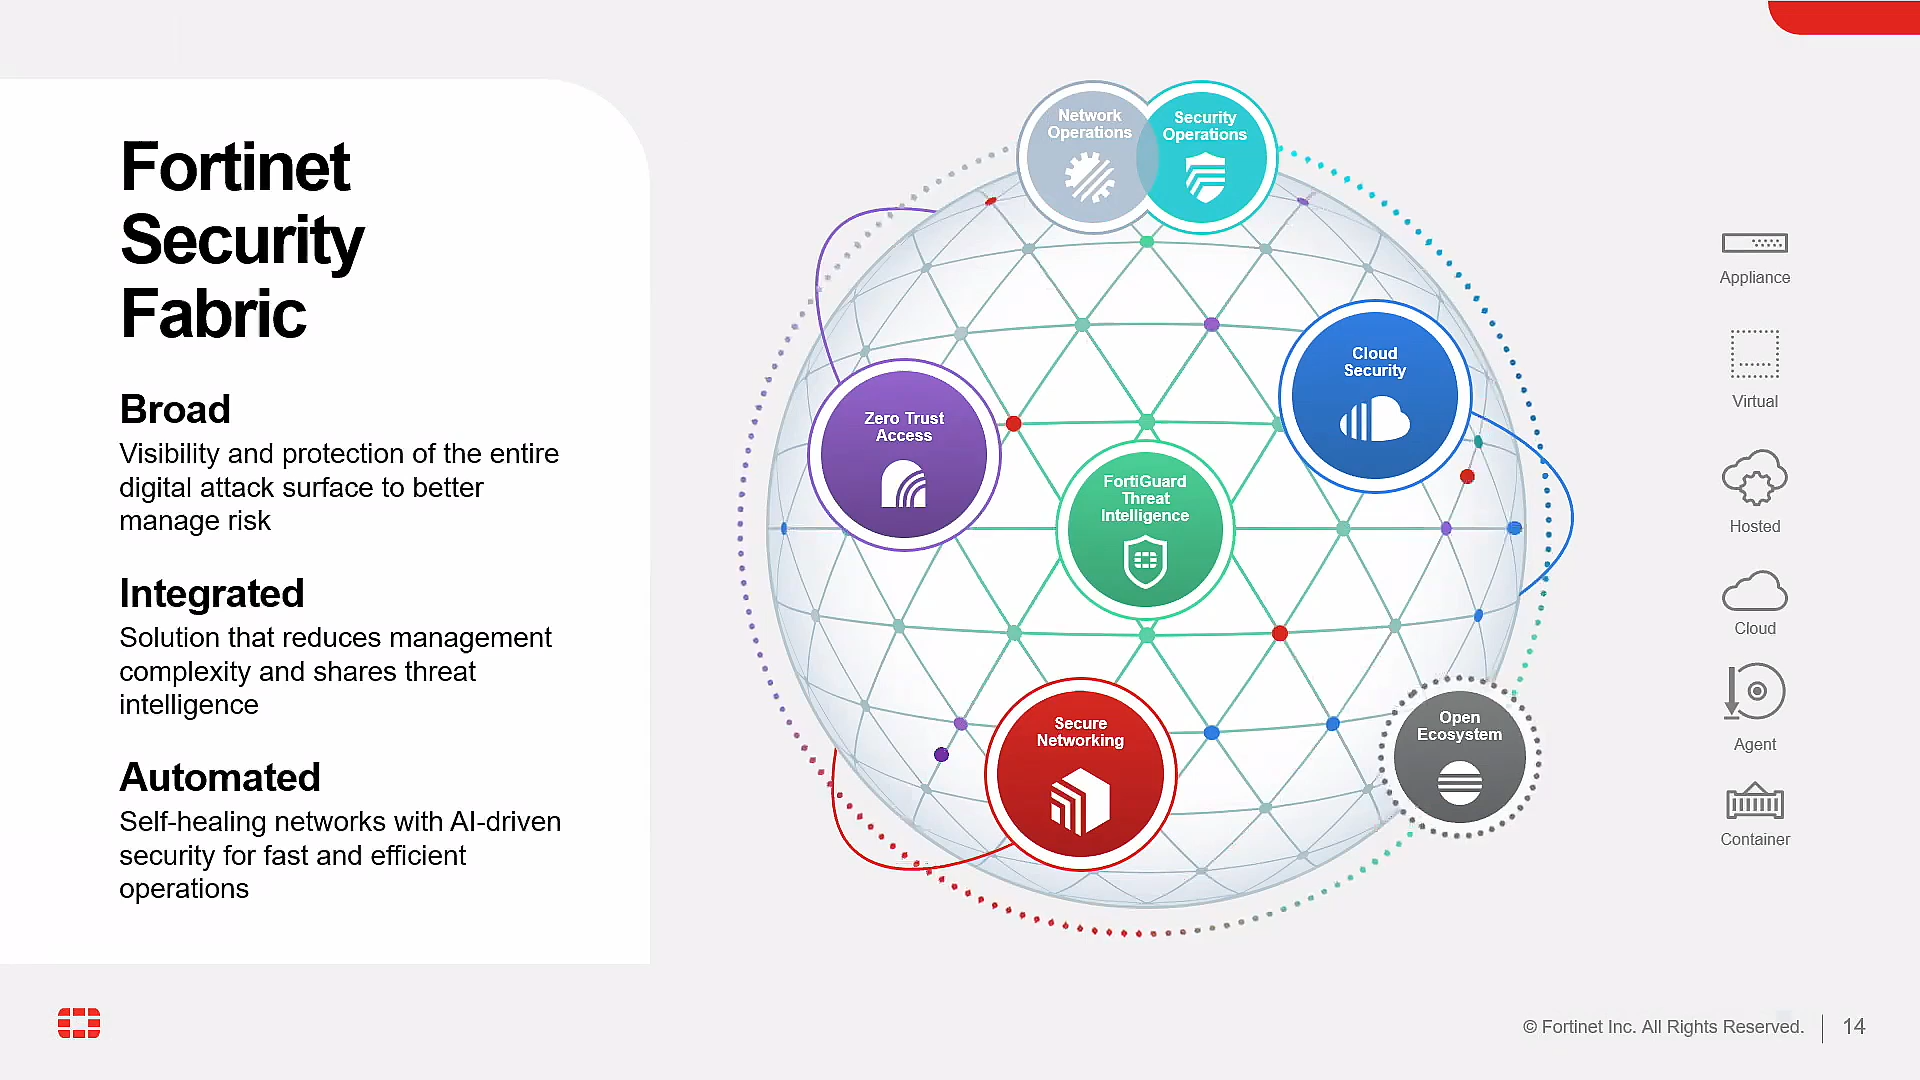 Fortinet
Security
Fabric
Broad
Visibility and protection of the entire
digital attack surface to better
manage risk
Integrated
Solution that reduces management
complexity and shares threat
intelligence
Automated
Self-healing networks with AI-driven
security for fast and efficient
operations
Network
Operations
Security
Operations
Zero Trust
Access
Cloud
Security
FortiGuard
Threat
Intelligence
Secure
Networking
Open
Ecosystem
Appliance
Virtual
Hosted
Cloud
Agent
Container
© Fortinet Inc. All Rights Reserved.
14